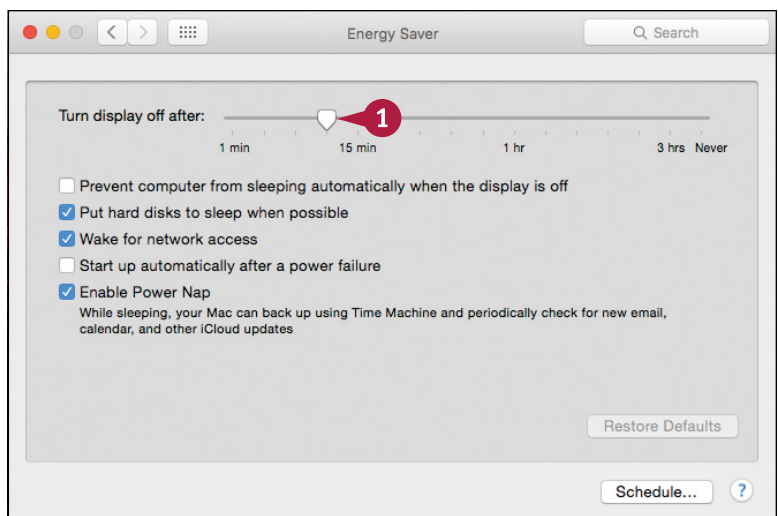 Energy Saver
Search
Turn display off after:
1
1 min 15 min 1 hr 3 hrs Never
Prevent computer from sleeping automatically when the display is off
Put hard disks to sleep when possible
Wake for network access
Start up automatically after a power failure
Enable Power Nap
While sleeping, your Mac can back up using Time Machine and periodically check for new email,
calendar, and other iCloud updates
Restore Defaults
Schedule... ?